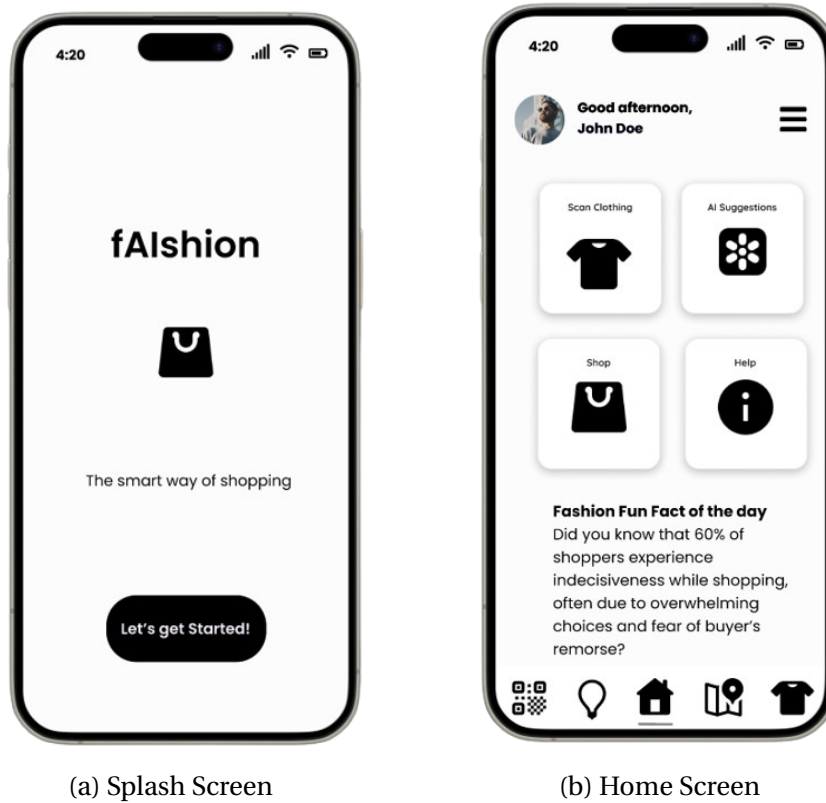 4:20
fAIshion
The smart way of shopping
Let's get Started!
(a) Splash Screen
4:20
Good afternoon,
John Doe
Scan Clothing
AI Suggestions
Shop
Help
Fashion Fun Fact of the day
Did you know that 60% of
shoppers experience
indecisiveness while shopping,
often due to overwhelming
choices and fear of buyer's
remorse?
(b) Home Screen